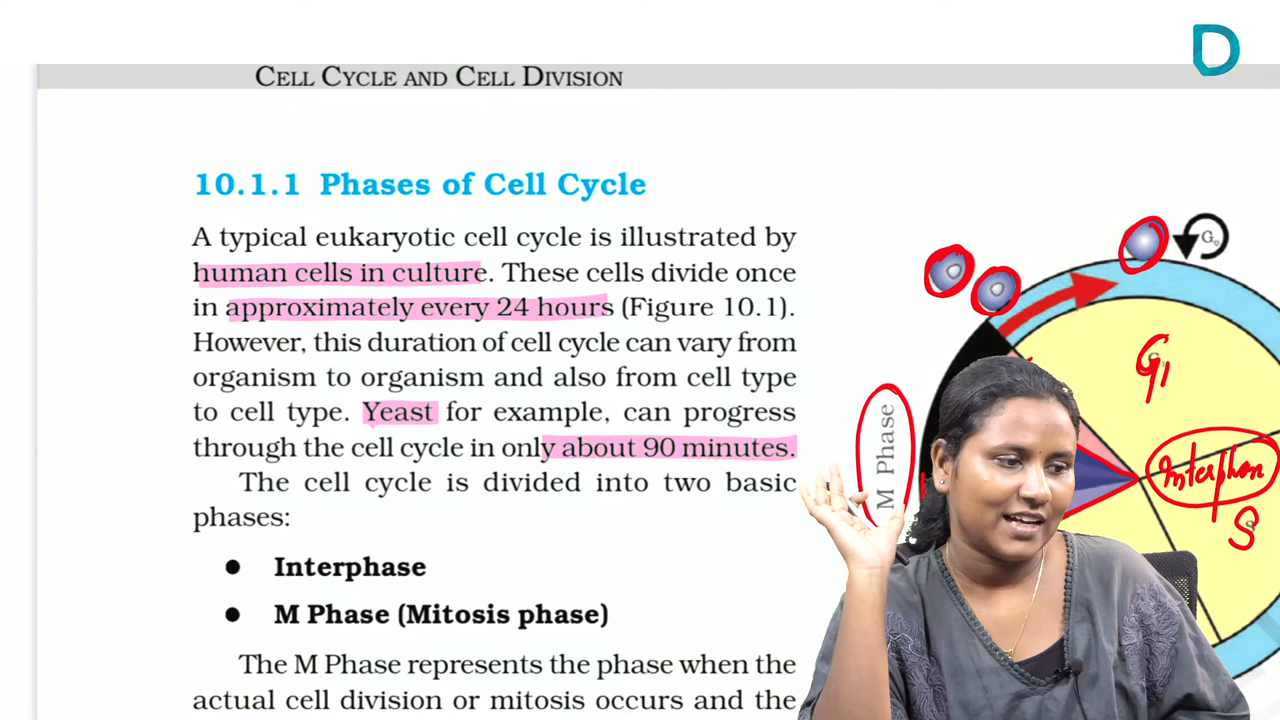 D
CELL CYCLE AND CELL DIVISION
10.1.1 Phases of Cell Cycle
A typical eukaryotic cell cycle is illustrated by
human cells in culture. These cells divide once
in approximately every 24 hours (Figure 10.1).
However, this duration of cell cycle can vary from
organism to organism and also from cell type
to cell type. Yeast for example, can progress
through the cell cycle in only about 90 minutes.
The cell cycle is divided into two basic
phases:
● Interphase
● M Phase (Mitosis phase)
The M Phase represents the phase when the
actual cell division or mitosis occurs and the
G₀
G1
M Phase
Interphase
S